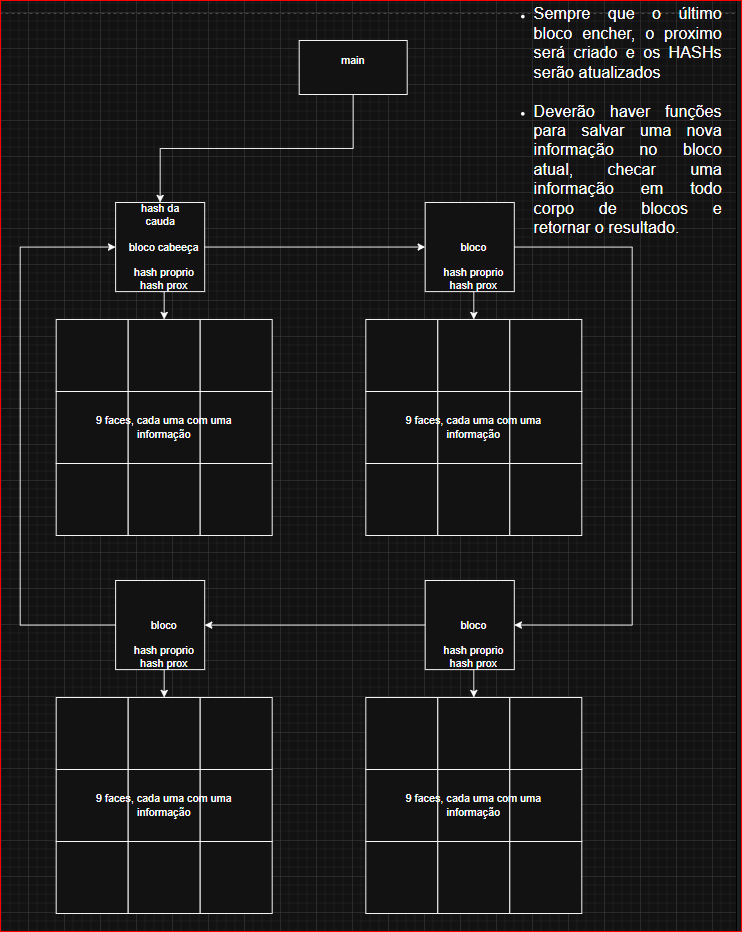 Sempre que o último
bloco encher, o proximo
será criado e os HASHs
serão atualizados
Deverão haver funções
para salvar uma nova
informação no bloco
atual, checar uma
informação em todo
corpo de blocos e
retornar o resultado.
main
hash da
cauda
bloco cabeeça
hash proprio
hash prox
bloco
hash proprio
hash prox
9 faces, cada uma com uma
informação
9 faces, cada uma com uma
informação
bloco
hash proprio
hash prox
bloco
hash proprio
hash prox
9 faces, cada uma com uma
informação
9 faces, cada uma com uma
informação